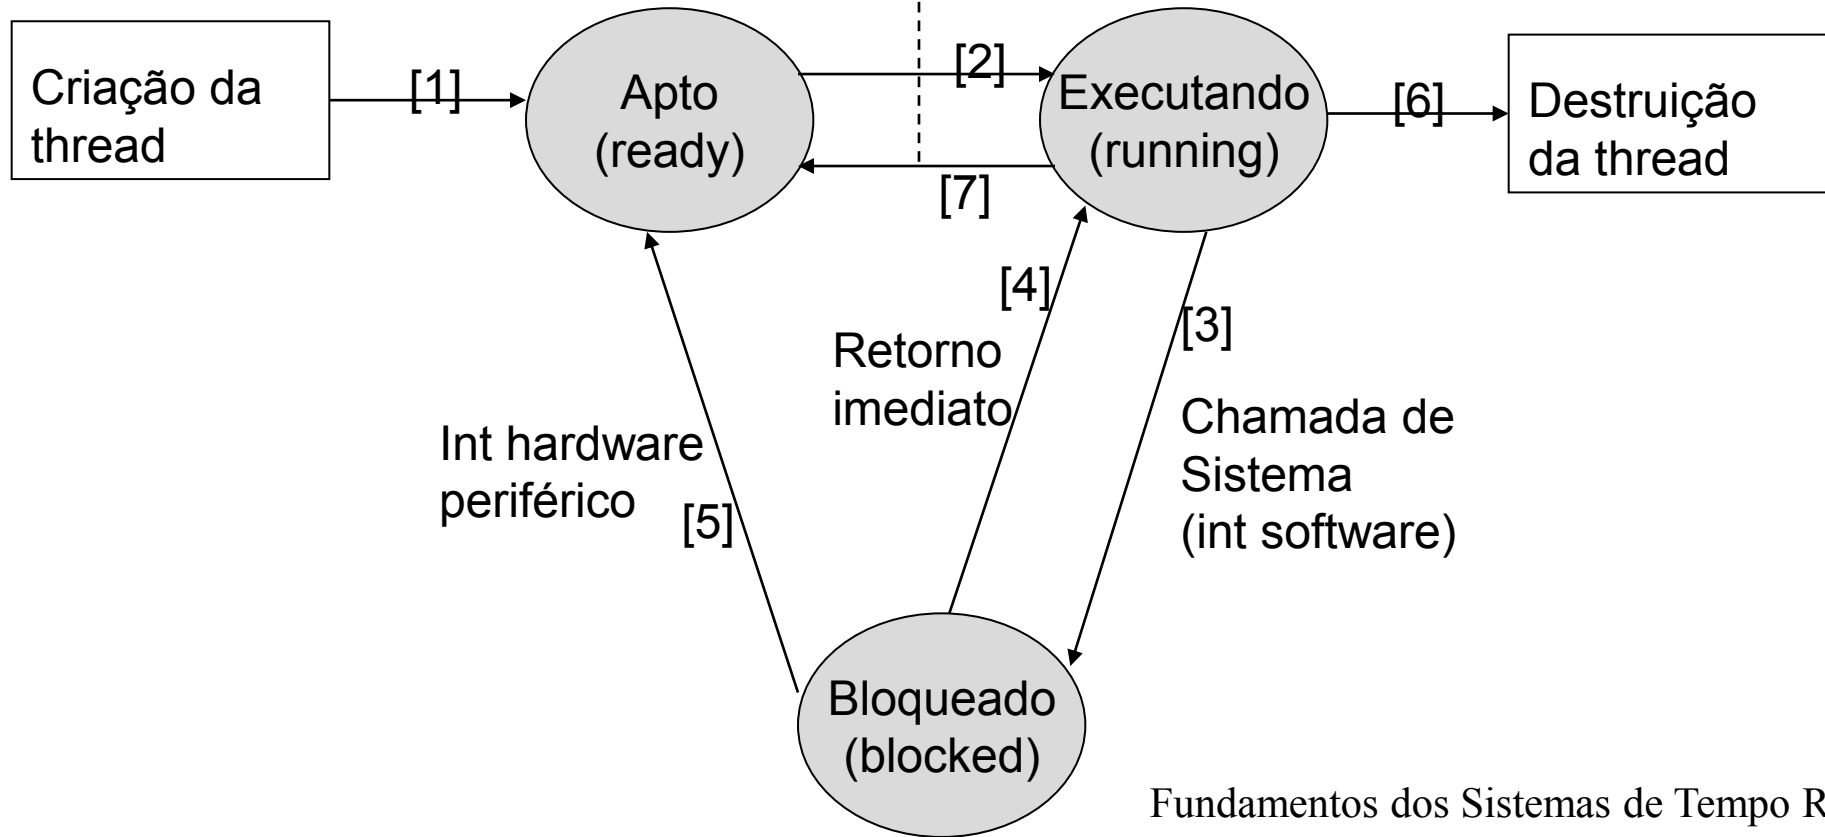 Criação da
thread
[1]
Apto
(ready)
[2]
[7]
Executando
(running)
[6]
Destruição
da thread
[4]
Retorno
imediato
[3]
Chamada de
Sistema
(int software)
Int hardware
periférico
[5]
Bloqueado
(blocked)
Fundamentos dos Sistemas de Tempo R